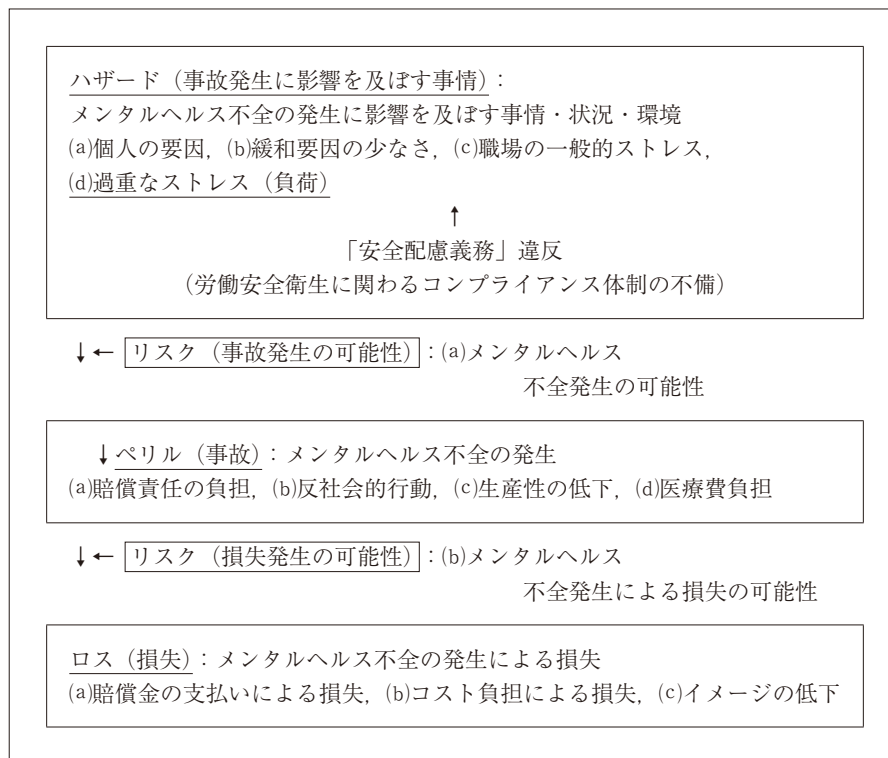 ハザード（事故発生に影響を及ぼす事情）：
メンタルヘルス不全の発生に影響を及ぼす事情・状況・環境
(a)個人の要因，(b)緩和要因の少なさ，(c)職場の一般的ストレス，
(d)過重なストレス（負荷）
↑
「安全配慮義務」違反
（労働安全衛生に関わるコンプライアンス体制の不備）
↓← リスク（事故発生の可能性）：(a)メンタルヘルス
不全発生の可能性
↓ペリル（事故）：メンタルヘルス不全の発生
(a)賠償責任の負担，(b)反社会的行動，(c)生産性の低下，(d)医療費負担
↓← リスク（損失発生の可能性）：(b)メンタルヘルス
不全発生による損失の可能性
ロス（損失）：メンタルヘルス不全の発生による損失
(a)賠償金の支払いによる損失，(b)コスト負担による損失，(c)イメージの低下